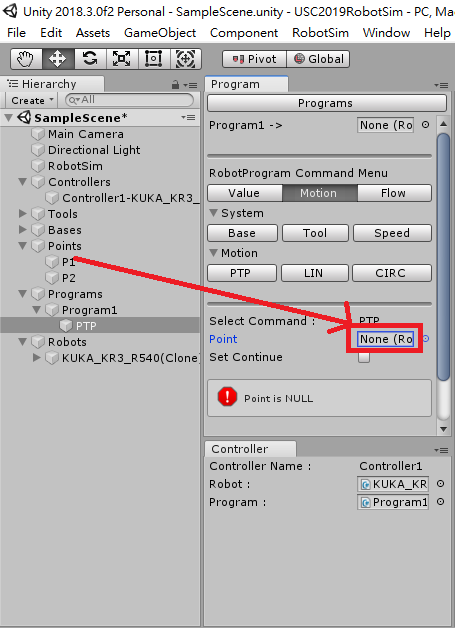 Unity 2018.3.0f2 Personal - SampleScene.unity - USC2019RobotSim - PC, Ma
File Edit Assets GameObject Component RobotSim Window Help
Pivot Global
Hierarchy
Create All
SampleScene*
Main Camera
Directional Light
RobotSim
Controllers
Controller1-KUKA_KR3_
Tools
Bases
Points
P1
P2
Programs
Program1
PTP
Robots
KUKA_KR3_R540(Clone)
Program
Programs
Program1 -> None (Ro
RobotProgram Command Menu
Value Motion Flow
System
Base Tool Speed
Motion
PTP LIN CIRC
Select Command : PTP
Point None (Ro
Set Continue
Point is NULL
Controller
Controller Name : Controller1
Robot : KUKA_KR
Program : Program1